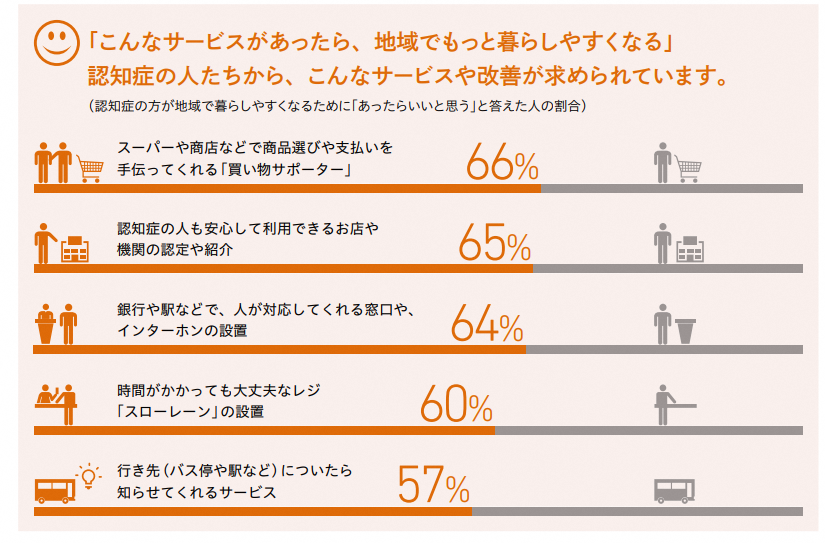 「こんなサービスがあったら、地域でもっと暮らしやすくなる」
認知症の人たちから、こんなサービスや改善が求められています。
（認知症の方が地域で暮らしやすくなるために「あったらいいと思う」と答えた人の割合）
スーパーや商店などで商品選びや支払いを
手伝ってくれる「買い物サポーター」
66%
認知症の人も安心して利用できるお店や
機関の認定や紹介
65%
銀行や駅などで、人が対応してくれる窓口や、
インターホンの設置
64%
時間がかかっても大丈夫なレジ
「スローレーン」の設置
60%
行き先（バス停や駅など）についたら
知らせてくれるサービス
57%